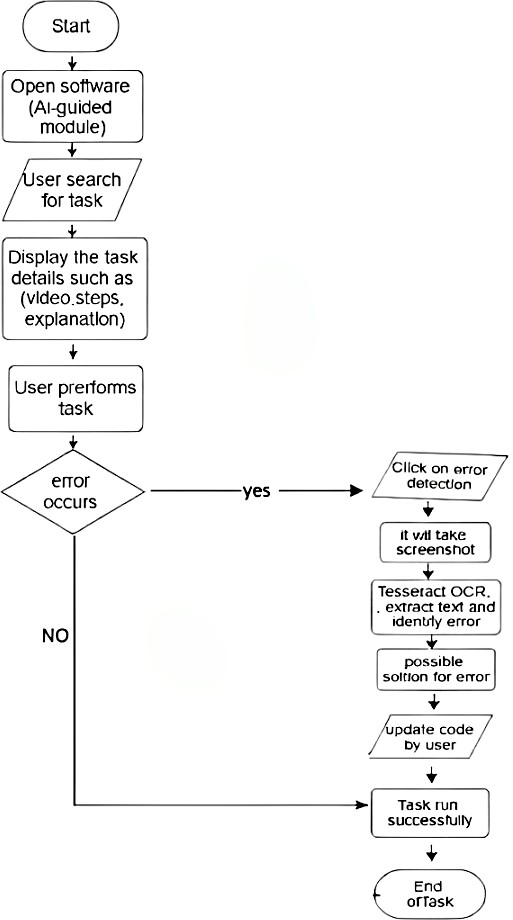 Start
Open software
(AI-guided
module)
User search
for task
Display the task
details such as
(video.steps,
explanation)
User prerforms
task
error
occurs
yes
NO
Click on error
detection
it will take
screenshot
Tesseract OCR,
. extract text and
identify error
possible
soltion for error
update code
by user
Task run
successfully
End
ofTask